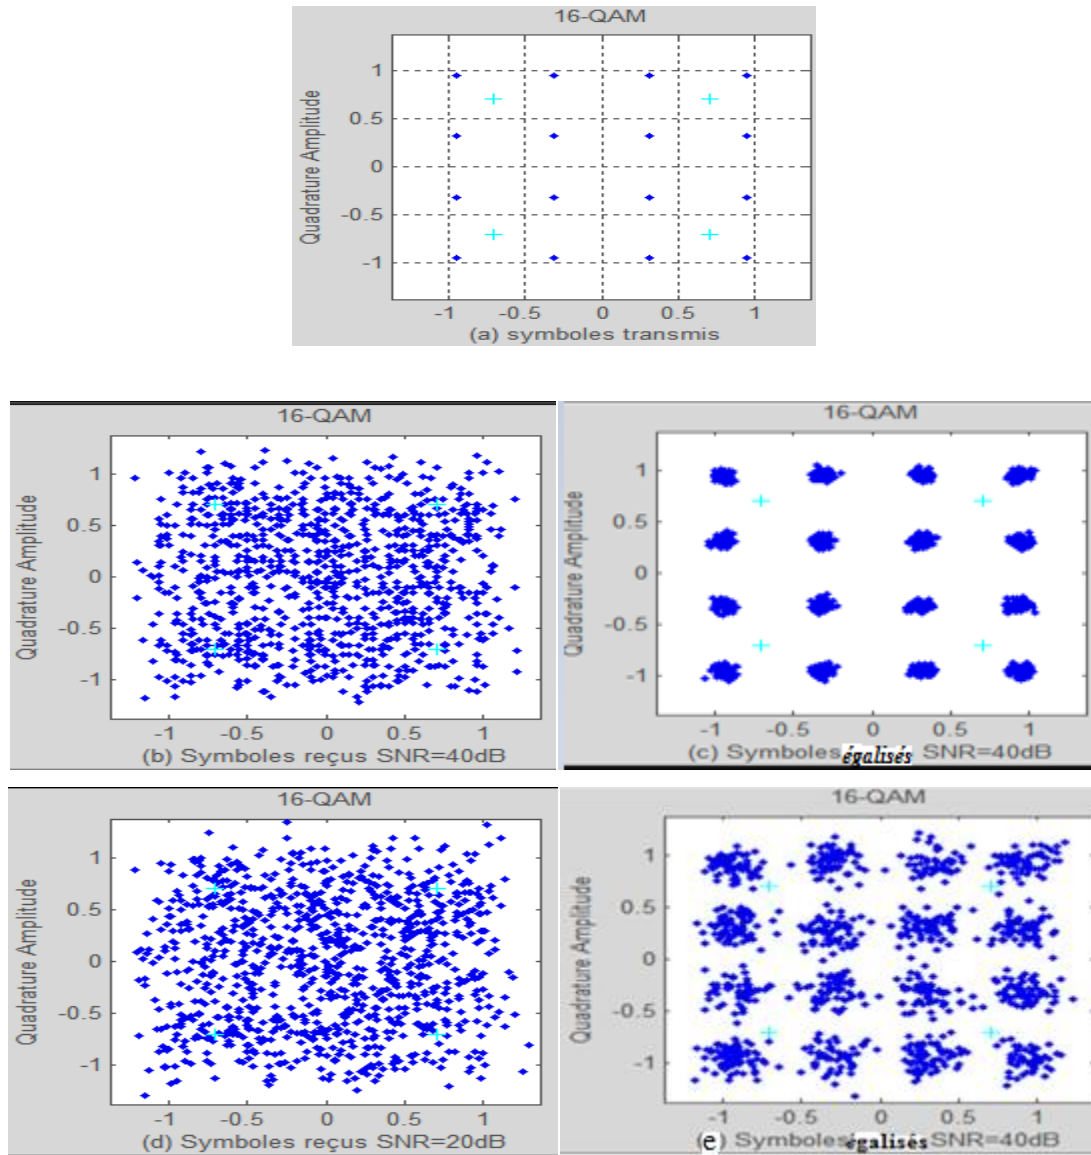 16-QAM
Quadrature Amplitude
1
0.5
0
-0.5
-1
-1 -0.5 0 0.5 1
(a) symboles transmis
16-QAM
Quadrature Amplitude
1
0.5
0
-0.5
-1
-1 -0.5 0 0.5 1
(b) Symboles reçus SNR=40dB
16-QAM
Quadrature Amplitude
1
0.5
0
-0.5
-1
-1 -0.5 0 0.5 1
(c) Symboles égalisés SNR=40dB
16-QAM
Quadrature Amplitude
1
0.5
0
-0.5
-1
-1 -0.5 0 0.5 1
(d) Symboles reçus SNR=20dB
16-QAM
Quadrature Amplitude
1
0.5
0
-0.5
-1
-1 -0.5 0 0.5 1
(e) Symboles égalisés SNR=40dB